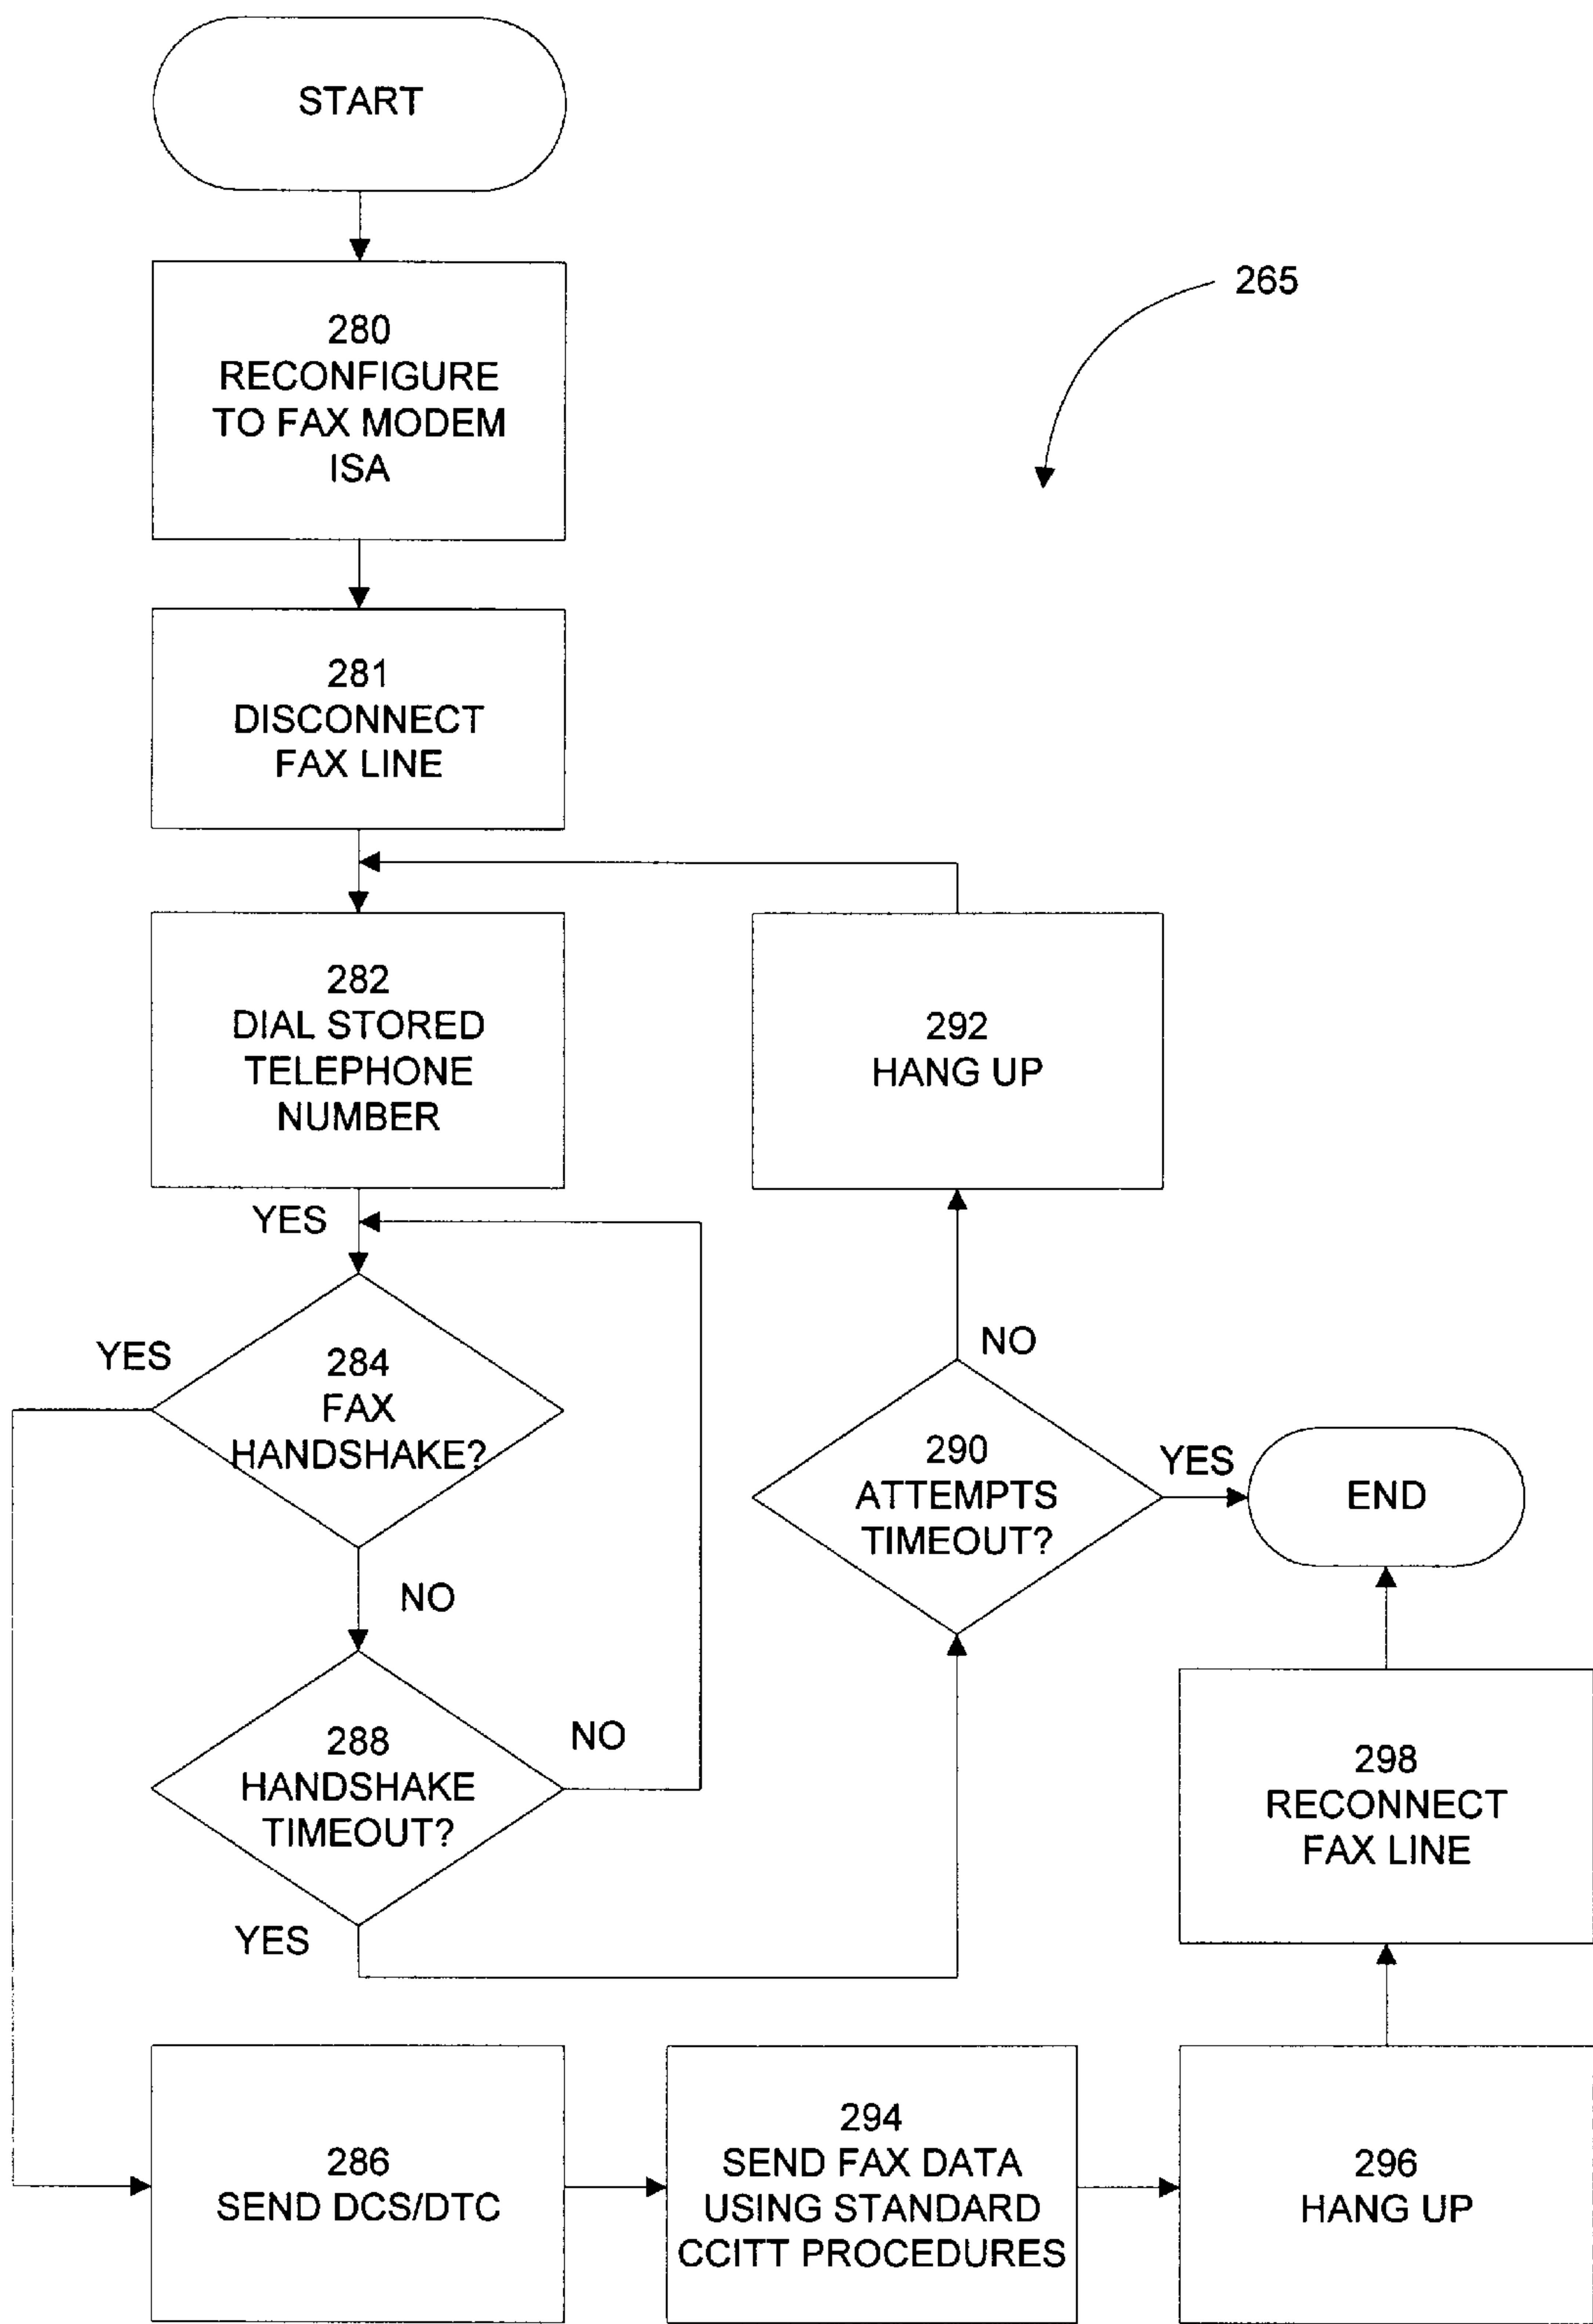 START
265
280
RECONFIGURE
TO FAX MODEM
ISA
281
DISCONNECT
FAX LINE
282
DIAL STORED
TELEPHONE
NUMBER
292
HANG UP
YES
YES
284
FAX
HANDSHAKE?
NO
290
ATTEMPTS
TIMEOUT?
YES
END
NO
288
HANDSHAKE
TIMEOUT?
NO
YES
298
RECONNECT
FAX LINE
286
SEND DCS/DTC
294
SEND FAX DATA
USING STANDARD
CCITT PROCEDURES
296
HANG UP